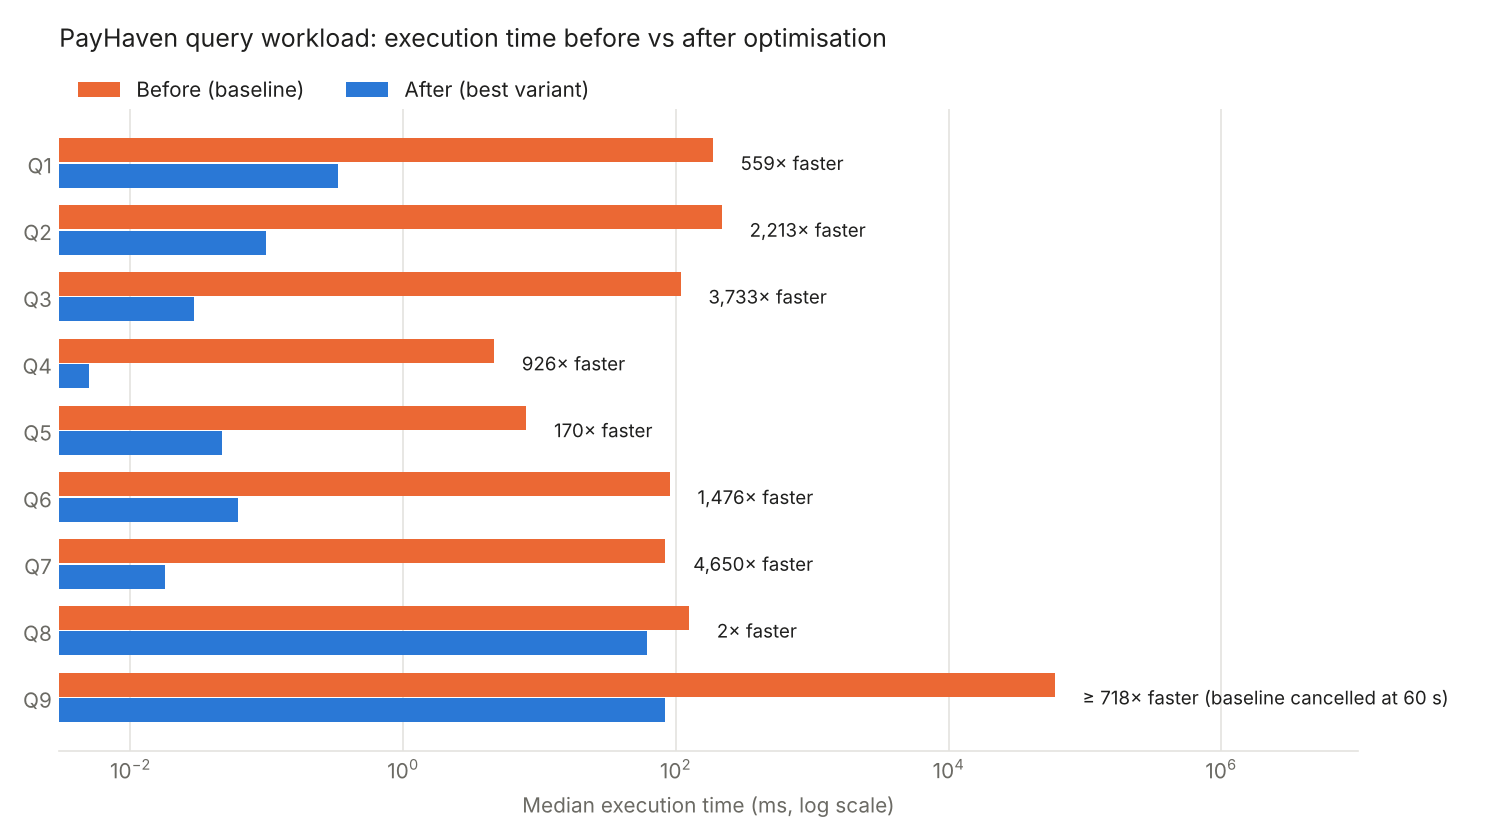 PayHaven query workload: execution time before vs after optimisation
Before (baseline) After (best variant)
Q1 559× faster
Q2 2,213× faster
Q3 3,733× faster
Q4 926× faster
Q5 170× faster
Q6 1,476× faster
Q7 4,650× faster
Q8 2× faster
Q9 ≥ 718× faster (baseline cancelled at 60 s)
10⁻² 10⁰ 10² 10⁴ 10⁶
Median execution time (ms, log scale)